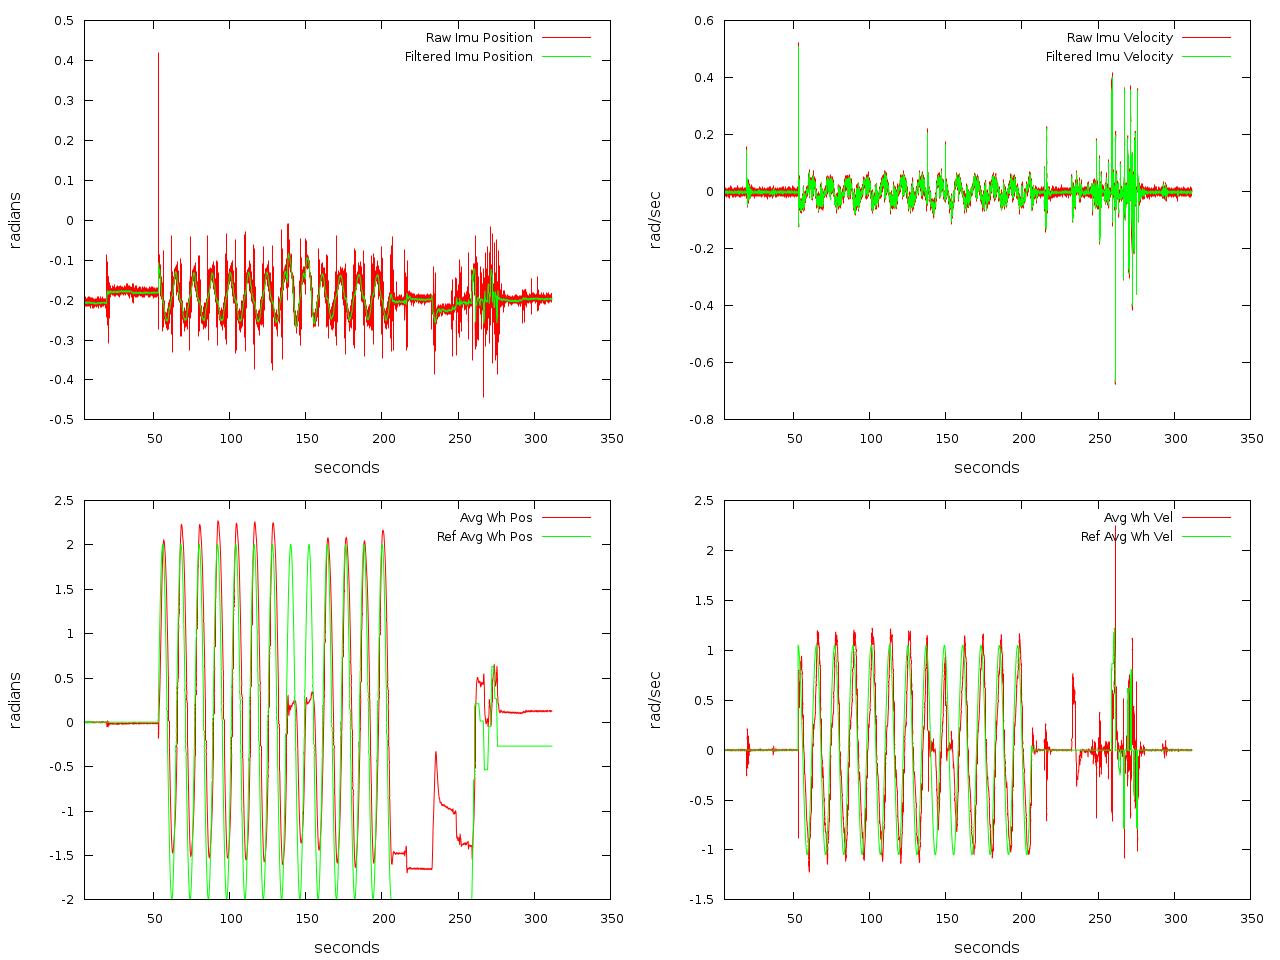 0.5
0.4
0.3
0.2
0.1
0
-0.1
-0.2
-0.3
-0.4
-0.5
radians
Raw Imu Position
Filtered Imu Position
50 100 150 200 250 300 350
seconds
0.6
0.4
0.2
0
-0.2
-0.4
-0.6
-0.8
rad/sec
Raw Imu Velocity
Filtered Imu Velocity
50 100 150 200 250 300 350
seconds
2.5
2
1.5
1
0.5
0
-0.5
-1
-1.5
-2
radians
Avg Wh Pos
Ref Avg Wh Pos
50 100 150 200 250 300 350
seconds
2.5
2
1.5
1
0.5
0
-0.5
-1
-1.5
rad/sec
Avg Wh Vel
Ref Avg Wh Vel
50 100 150 200 250 300 350
seconds